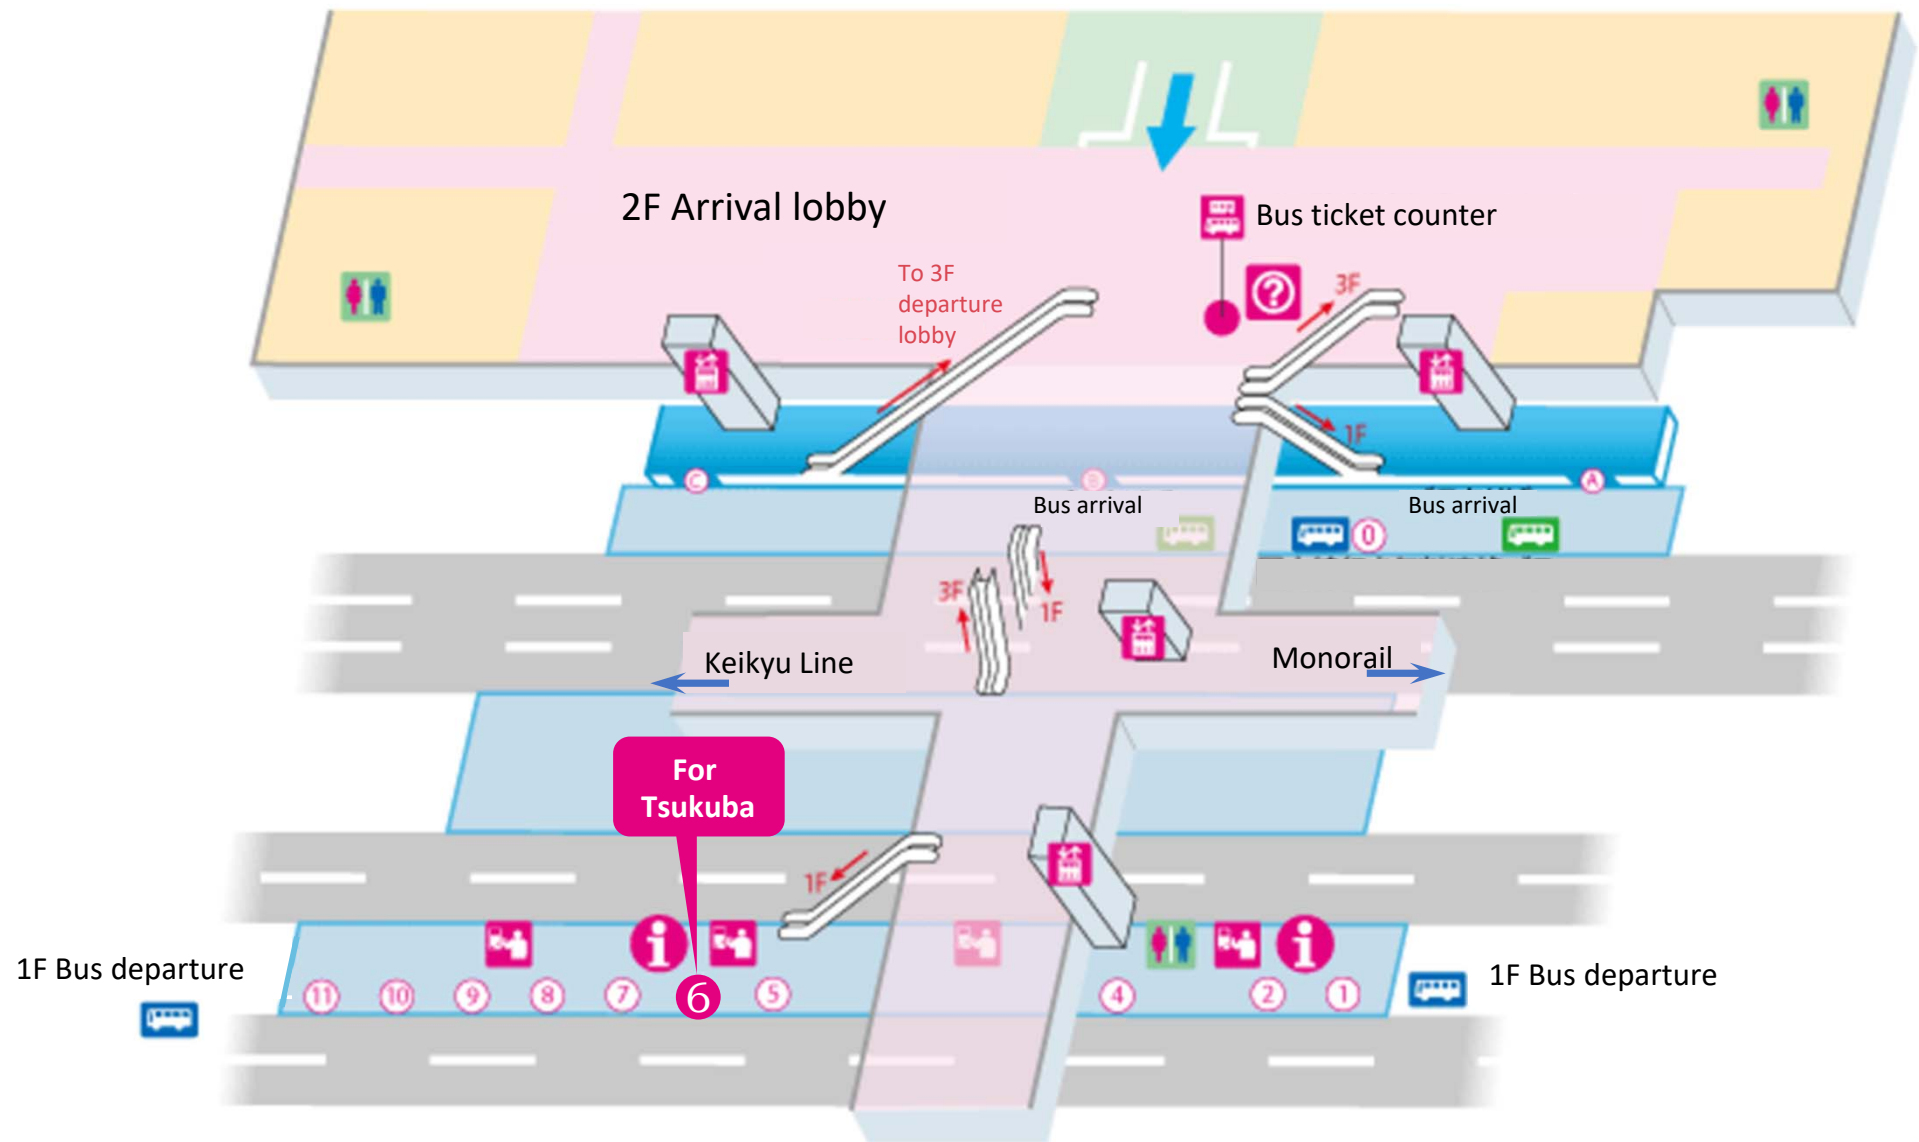 2F Arrival lobby
Bus ticket counter
?
To 3F
departure
lobby
3F
1F
C
B
A
Bus arrival
Bus arrival
0
3F
1F
Keikyu Line
Monorail
For
Tsukuba
1F
i
i
1F Bus departure
11
10
9
8
7
6
5
4
2
1
1F Bus departure